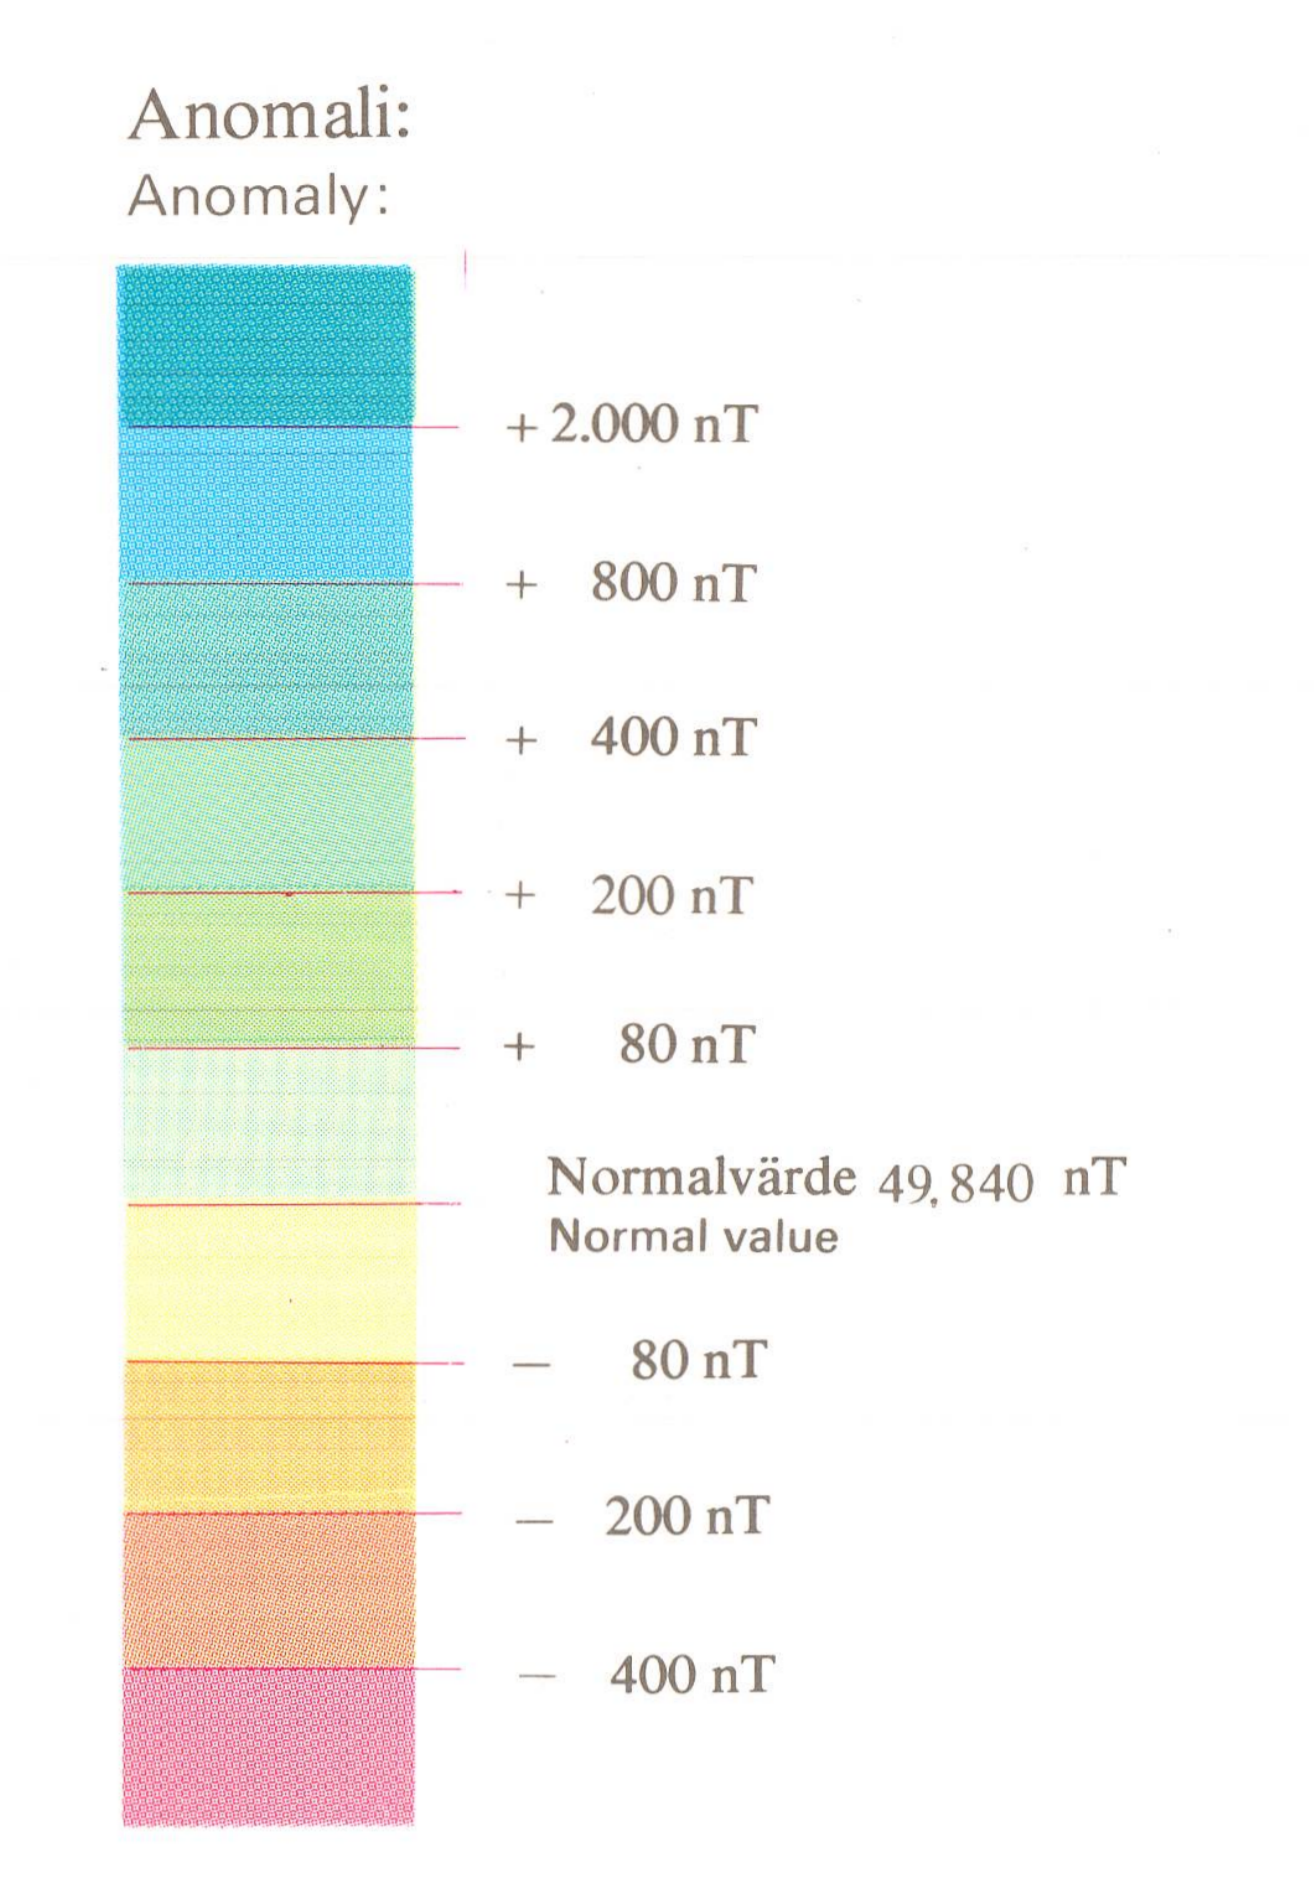 Anomali:
Anomaly:
+ 2.000 nT
+ 800 nT
+ 400 nT
+ 200 nT
+ 80 nT
Normalvärde 49,840 nT
Normal value
— 80 nT
— 200 nT
— 400 nT